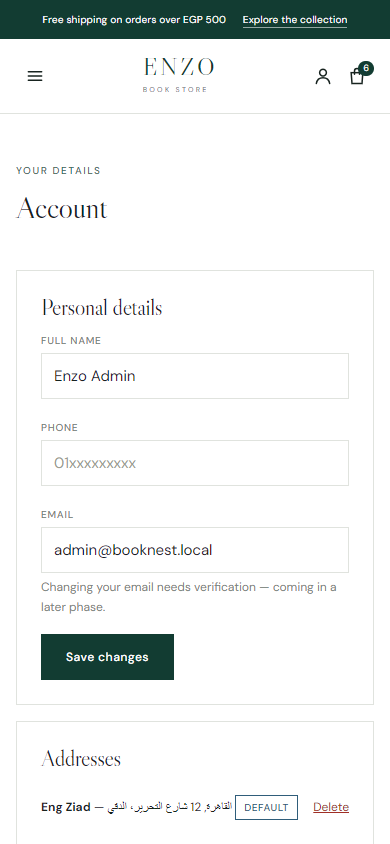 Free shipping on orders over EGP 500 Explore the collection
ENZO
BOOK STORE
6
YOUR DETAILS
Account
Personal details
FULL NAME
Enzo Admin
PHONE
01xxxxxxxxx
EMAIL
admin@booknest.local
Changing your email needs verification — coming in a
later phase.
Save changes
Addresses
Eng Ziad — القاهرة, 12 شارع التحرير، الدقي DEFAULT Delete